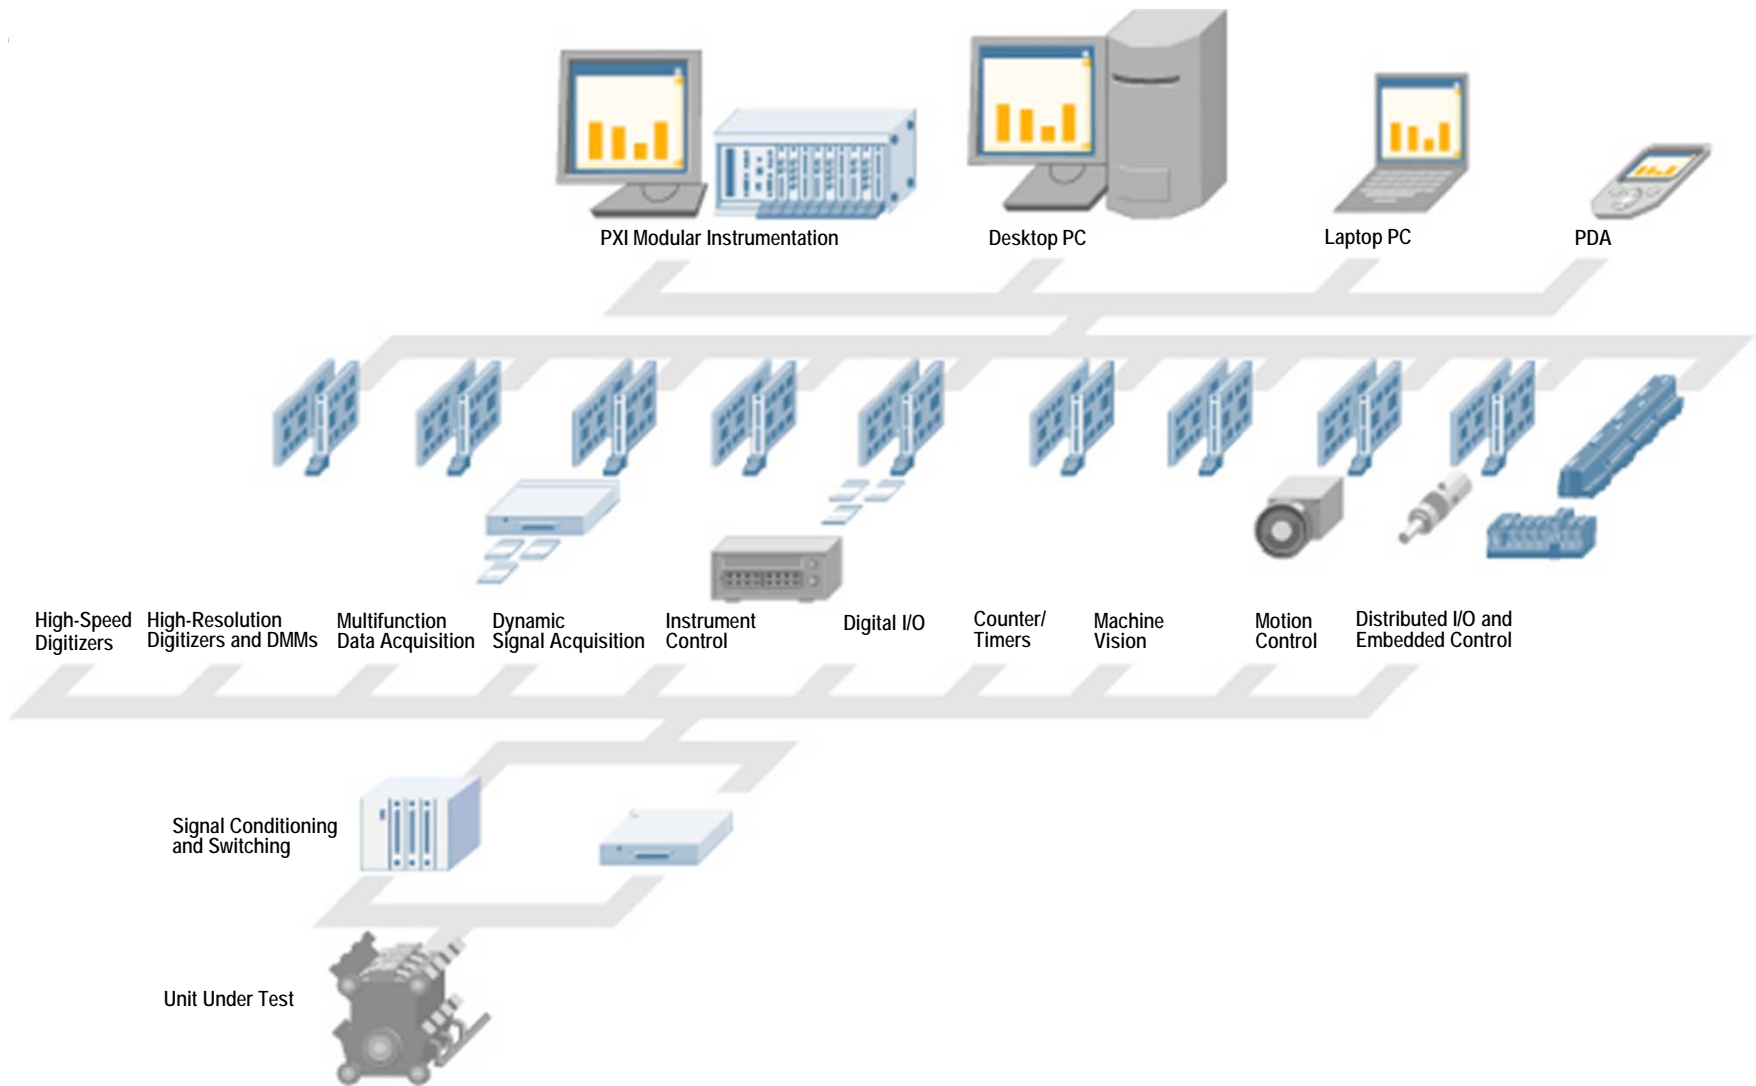 PXI Modular Instrumentation
Desktop PC
Laptop PC
PDA
High-Speed
Digitizers
High-Resolution
Digitizers and DMMs
Multifunction
Data Acquisition
Dynamic
Signal Acquisition
Instrument
Control
Digital I/O
Counter/
Timers
Machine
Vision
Motion
Control
Distributed I/O and
Embedded Control
Signal Conditioning
and Switching
Unit Under Test